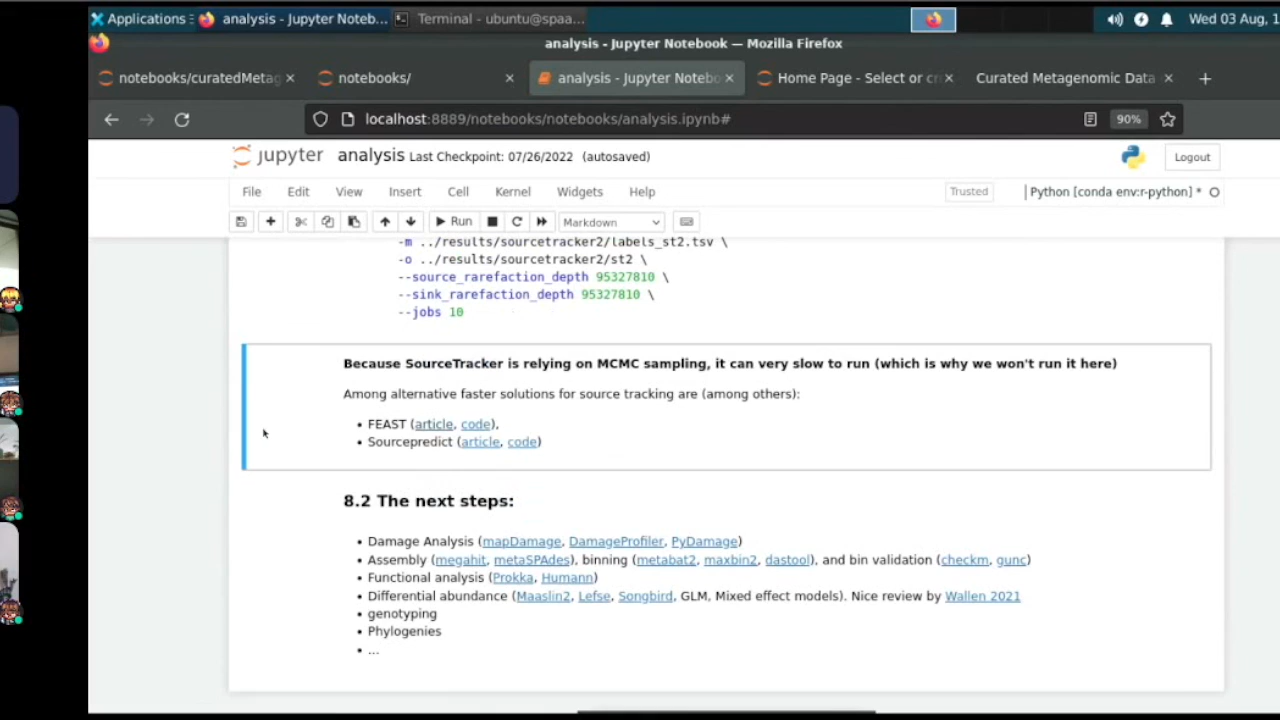 Applications
analysis - Jupyter Noteb...
Terminal - ubuntu@spaa...
Wed 03 Aug, 1
analysis - Jupyter Notebook — Mozilla Firefox
notebooks/curatedMetag
notebooks/
analysis - Jupyter Notebo
Home Page - Select or cr
Curated Metagenomic Data
localhost:8889/notebooks/notebooks/analysis.ipynb#
90%
jupyter analysis Last Checkpoint: 07/26/2022 (autosaved)
Logout
File Edit View Insert Cell Kernel Widgets Help
Trusted
Python [conda env:r-python] *
Run
Markdown
-m ../results/sourcetracker2/labels_st2.tsv \
-o ../results/sourcetracker2/st2 \
--source_rarefaction_depth 95327810 \
--sink_rarefaction_depth 95327810 \
--jobs 10
Because SourceTracker is relying on MCMC sampling, it can very slow to run (which is why we won't run it here)
Among alternative faster solutions for source tracking are (among others):
• FEAST (article, code),
• Sourcepredict (article, code)
8.2 The next steps:
• Damage Analysis (mapDamage, DamageProfiler, PyDamage)
• Assembly (megahit, metaSPAdes), binning (metabat2, maxbin2, dastool), and bin validation (checkm, gunc)
• Functional analysis (Prokka, Humann)
• Differential abundance (Maaslin2, Lefse, Songbird, GLM, Mixed effect models). Nice review by Wallen 2021
• genotyping
• Phylogenies
• ...